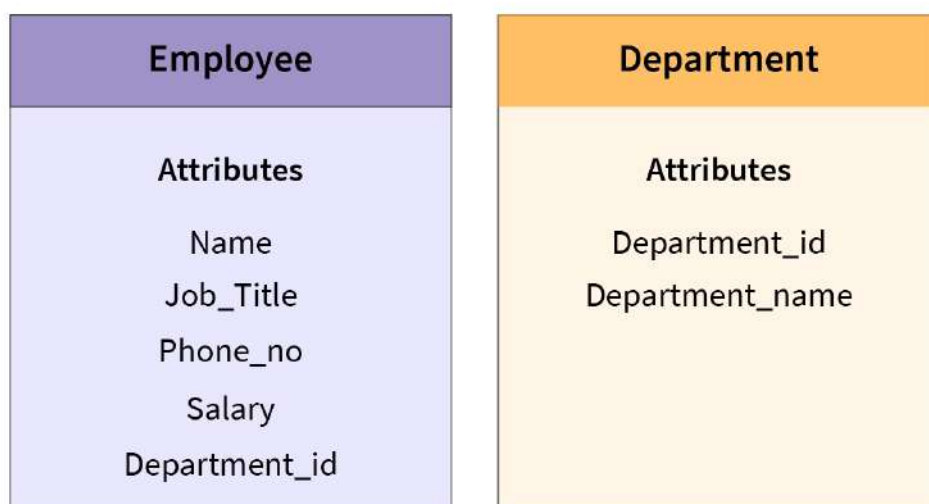 Employee
Attributes
Name
Job_Title
Phone_no
Salary
Department_id
Department
Attributes
Department_id
Department_name